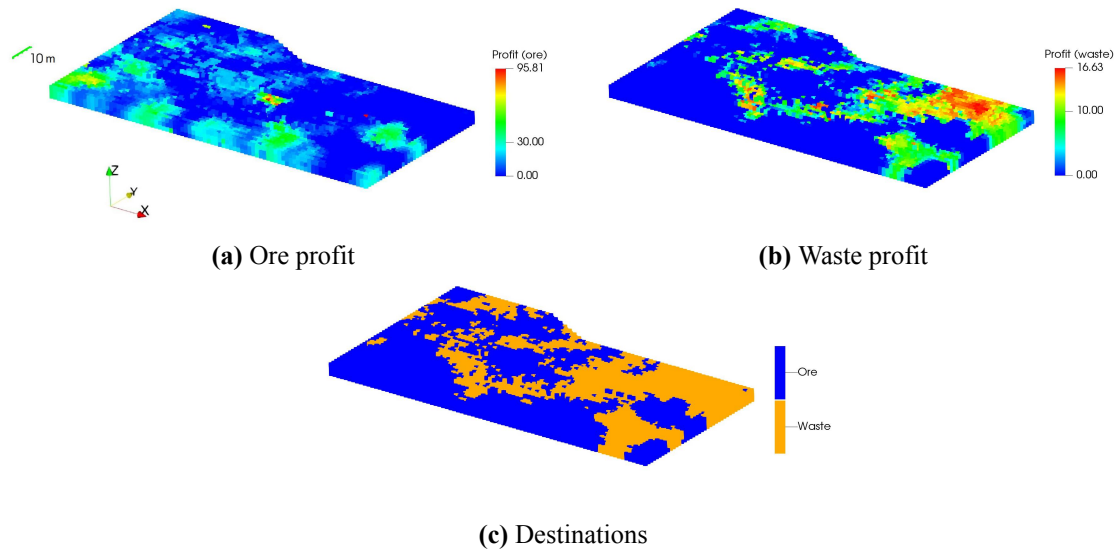 10 m
Profit (ore)
95.81
30.00
0.00
Z
Y
X
(a) Ore profit
Profit (waste)
16.63
10.00
0.00
(b) Waste profit
Ore
Waste
(c) Destinations